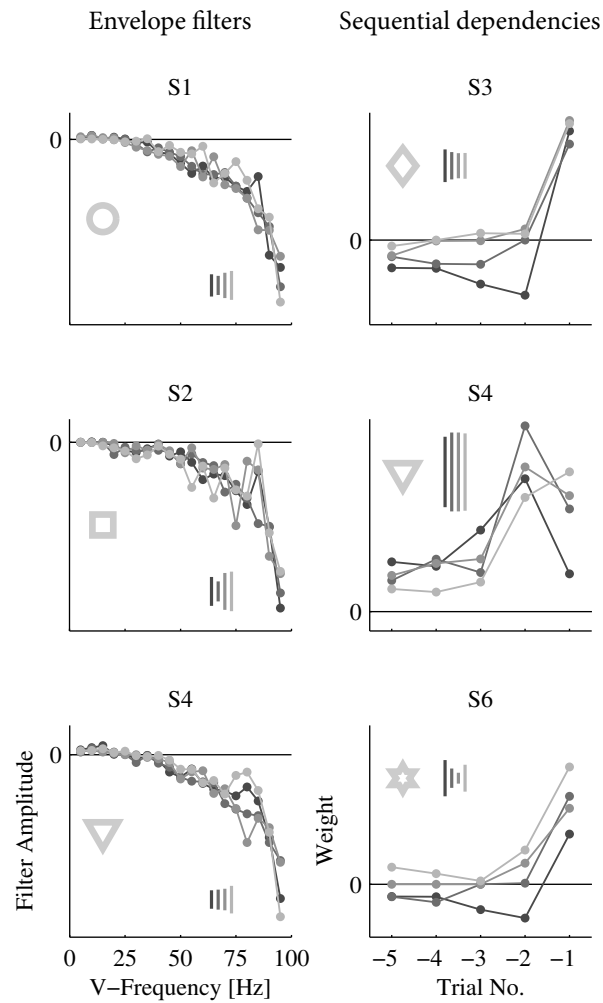 Envelope filters
Sequential dependencies
S1
S3
0
0
S2
S4
0
0
S4
S6
0
0
Filter Amplitude
Weight
0 25 50 75 100
−5 −4 −3 −2 −1
V−Frequency [Hz]
Trial No.